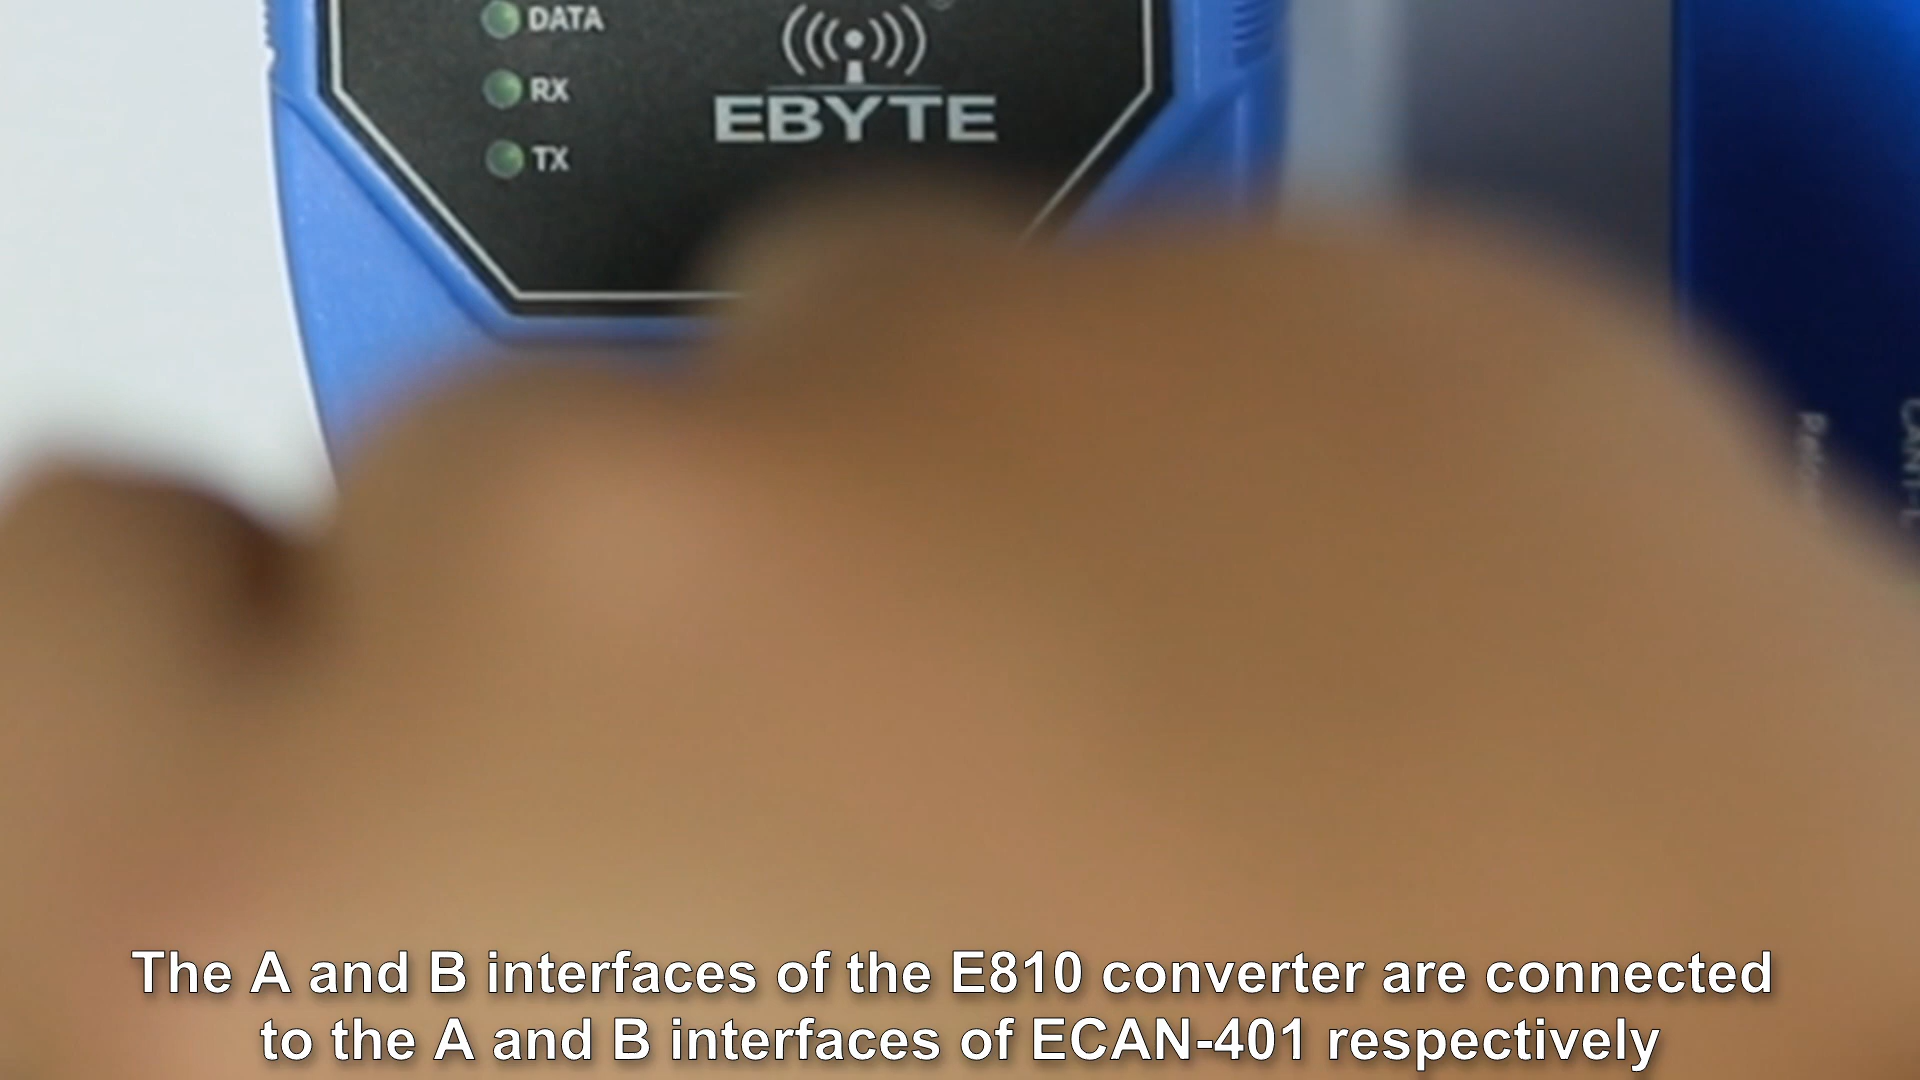 DATA
RX
EBYTE
TX
The A and B interfaces of the E810 converter are connected
to the A and B interfaces of ECAN-401 respectively